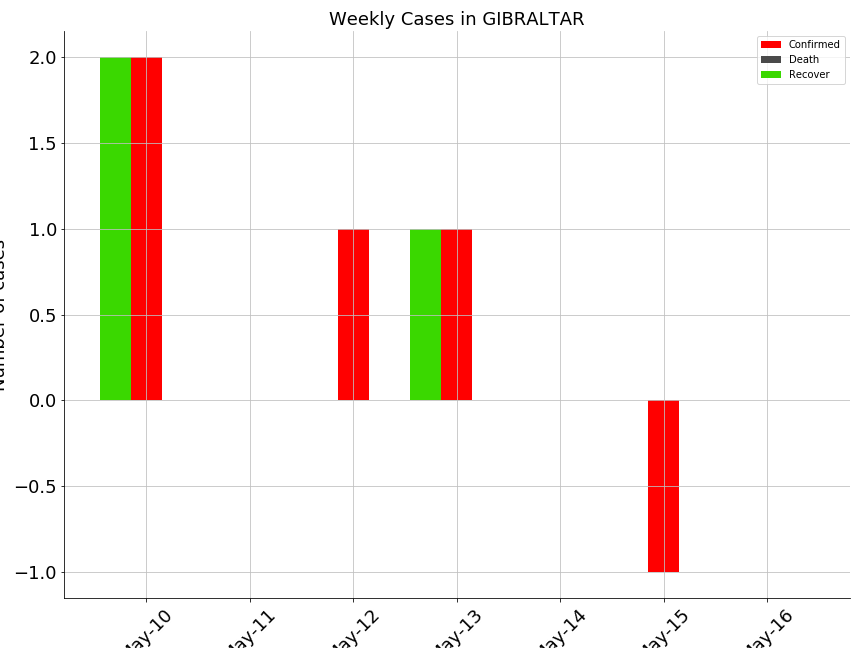 Weekly Cases in GIBRALTAR
Confirmed
Death
Recover
2.0
1.5
1.0
0.5
0.0
−0.5
−1.0
Number of cases
May-10
May-11
May-12
May-13
May-14
May-15
May-16